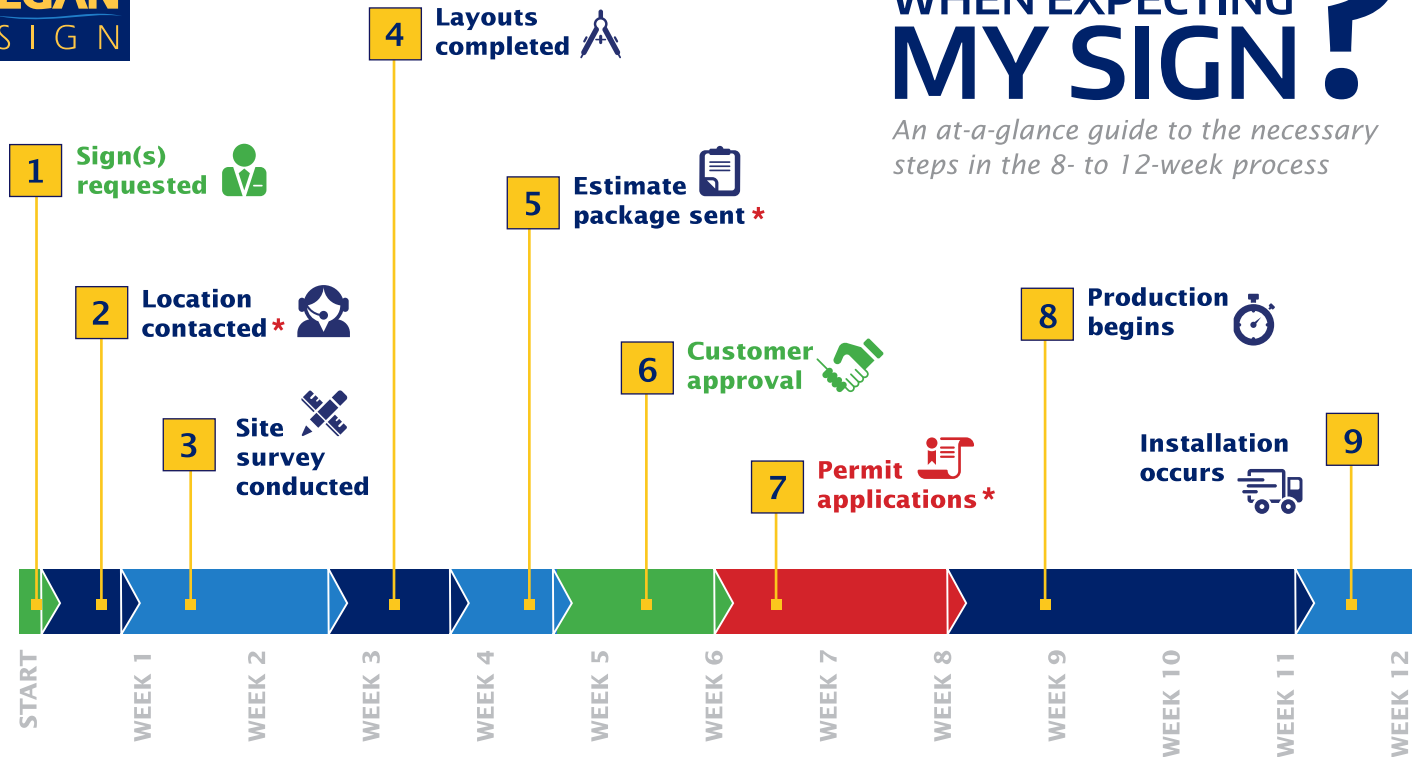 EGAN
SIGN
WHEN EXPECTING
MY SIGN?
An at-a-glance guide to the necessary
steps in the 8- to 12-week process
1
Sign(s)
requested
2
Location
contacted*
3
Site
survey
conducted
4
Layouts
completed
5
Estimate
package sent*
6
Customer
approval
7
Permit
applications*
8
Production
begins
9
Installation
occurs
START
WEEK 1
WEEK 2
WEEK 3
WEEK 4
WEEK 5
WEEK 6
WEEK 7
WEEK 8
WEEK 9
WEEK 10
WEEK 11
WEEK 12